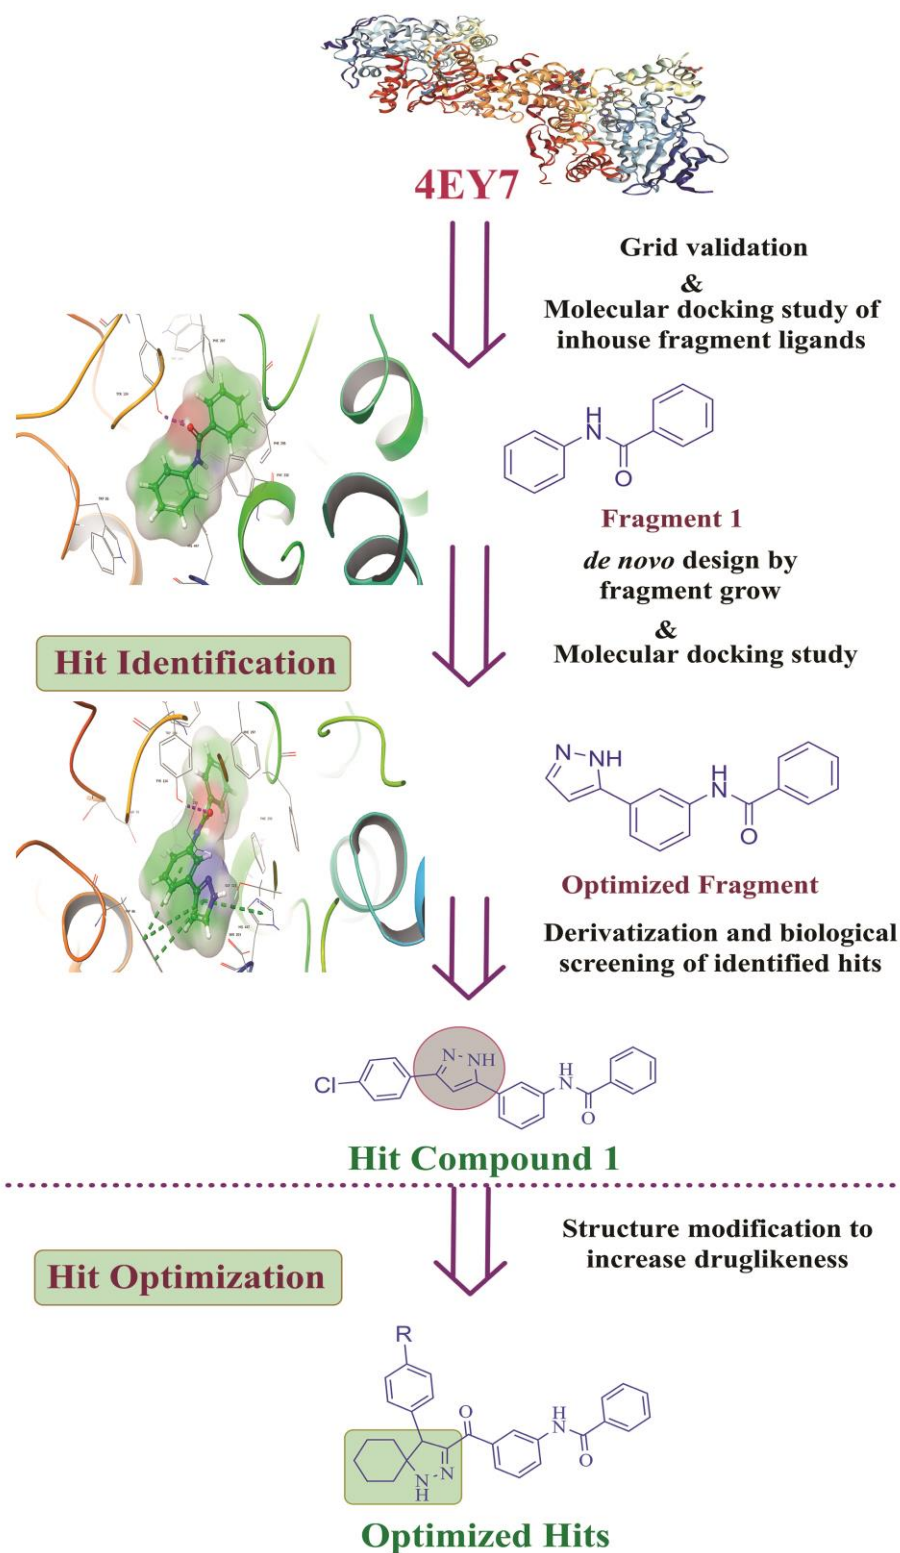 4EY7
Grid validation
&
Molecular docking study of
inhouse fragment ligands
H
N
O
Fragment 1
de novo design by
fragment grow
&
Molecular docking study
Hit Identification
N
NH
H
N
O
Optimized Fragment
Derivatization and biological
screening of identified hits
Cl
N
NH
H
N
O
Hit Compound 1
Structure modification to
increase druglikeness
Hit Optimization
R
O
H
N
O
N
N
H
Optimized Hits